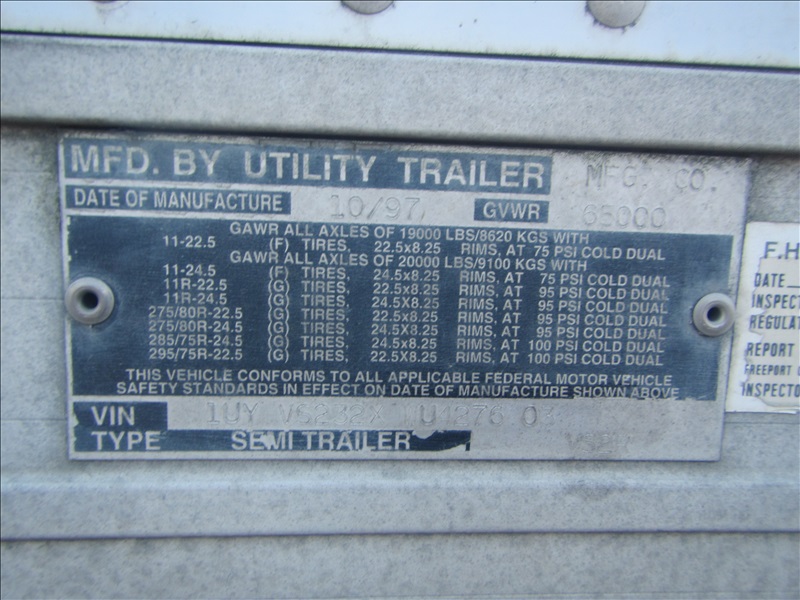 MFD. BY UTILITY TRAILER MFG. CO.
DATE OF MANUFACTURE 10/97 GVWR 65000
GAWR ALL AXLES OF 19000 LBS/8620 KGS WITH
11-22.5 (F) TIRES, 22.5x8.25 RIMS, AT 75 PSI COLD DUAL
GAWR ALL AXLES OF 20000 LBS/9100 KGS WITH
11-24.5 (F) TIRES, 24.5x8.25 RIMS, AT 75 PSI COLD DUAL
11R-22.5 (G) TIRES, 22.5x8.25 RIMS, AT 95 PSI COLD DUAL
11R-24.5 (G) TIRES, 24.5X8.25 RIMS, AT 95 PSI COLD DUAL
275/80R-22.5 (G) TIRES, 22.5X8.25 RIMS, AT 95 PSI COLD DUAL
275/80R-24.5 (G) TIRES, 24.5X8.25 RIMS, AT 95 PSI COLD DUAL
285/75R-24.5 (G) TIRES, 24.5X8.25 RIMS, AT 100 PSI COLD DUAL
295/75R-22.5 (G) TIRES, 22.5X8.25 RIMS, AT 100 PSI COLD DUAL
THIS VEHICLE CONFORMS TO ALL APPLICABLE FEDERAL MOTOR VEHICLE
SAFETY STANDARDS IN EFFECT ON DATE OF MANUFACTURE SHOWN ABOVE
VIN 1UY
TYPE SEMI TRAILER
F.H
DATE
INSPECT
REGULAT
REPORT
FREEPORT
INSPECTO